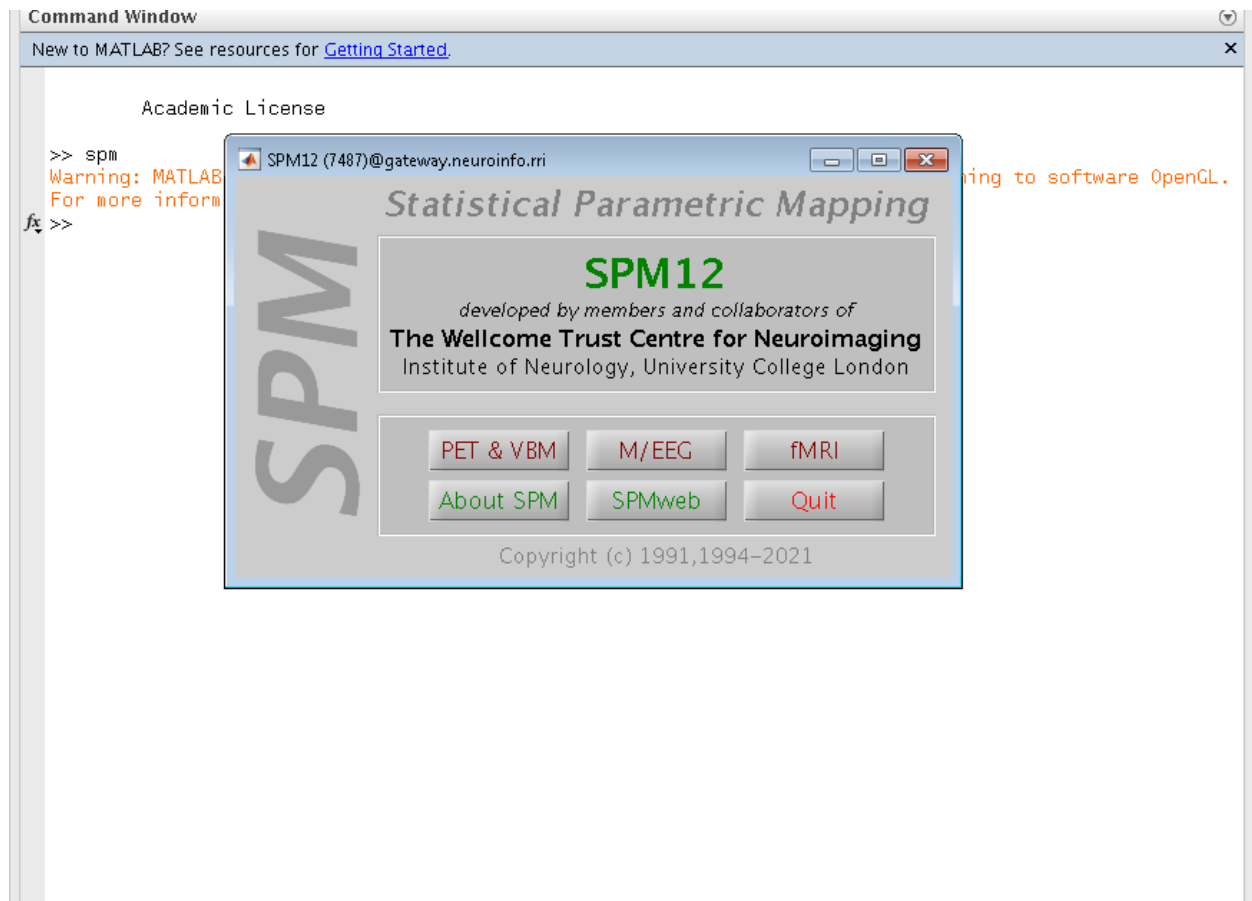 Command Window
New to MATLAB? See resources for Getting Started.
Academic License
>> spm
Warning: MATLAB
ning to software OpenGL.
For more inform
fx >>
SPM12 (7487)@gateway.neuroinfo.rri
Statistical Parametric Mapping
SPM
SPM12
developed by members and collaborators of
The Wellcome Trust Centre for Neuroimaging
Institute of Neurology, University College London
PET & VBM M/EEG fMRI
About SPM SPMweb Quit
Copyright (c) 1991,1994-2021